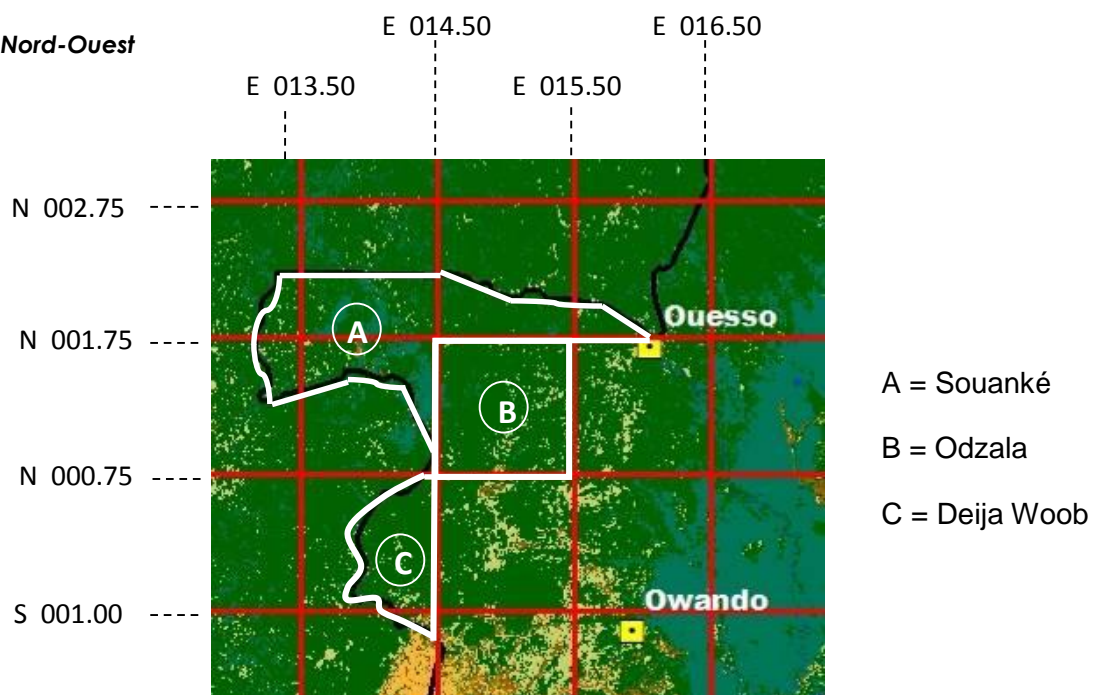 E 014.50 E 016.50
Nord-Ouest
E 013.50 E 015.50
N 002.75
Ouesso
N 001.75
A
A = Souanké
B
B = Odzala
N 000.75
C = Deija Woob
C
Owando
S 001.00